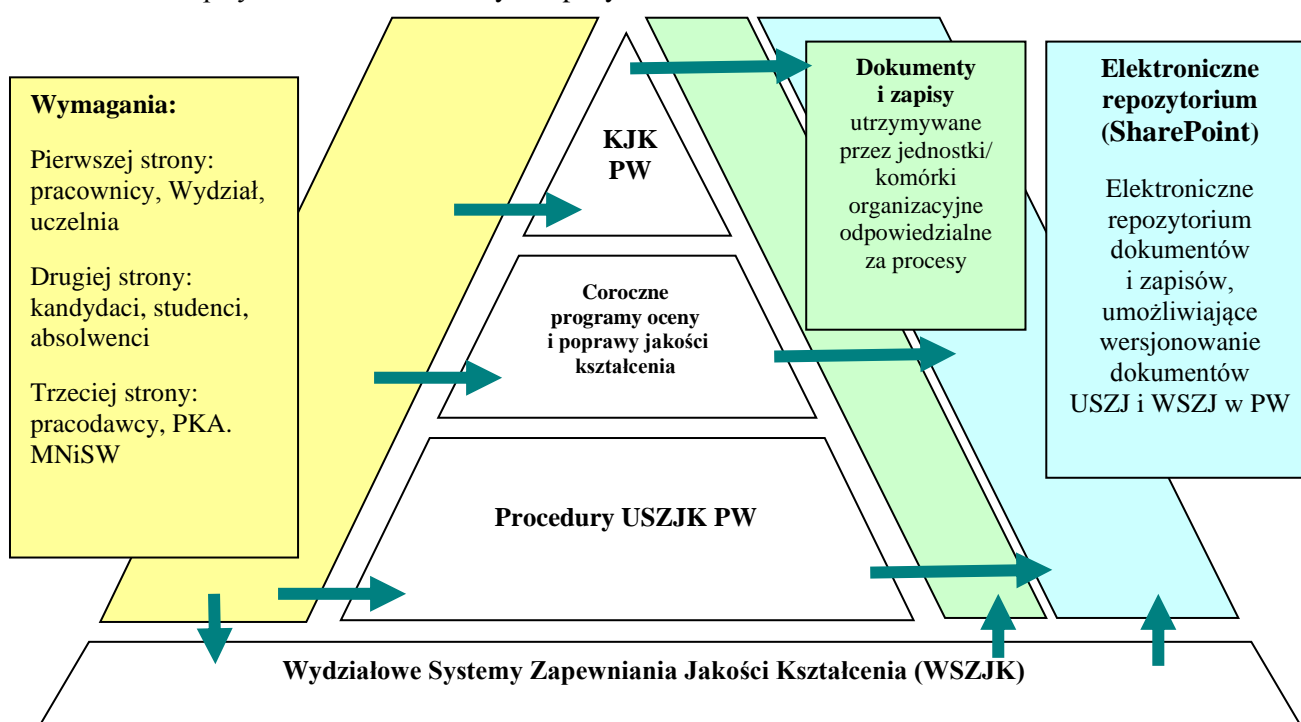 Wymagania:
Pierwszej strony:
pracownicy, Wydział,
uczelnia
Drugiej strony:
kandydaci, studenci,
absolwenci
Trzeciej strony:
pracodawcy, PKA.
MNiSW
KJK
PW
Coroczne
programy oceny
i poprawy jakości
kształcenia
Procedury USZJK PW
Dokumenty
i zapisy
utrzymywane
przez jednostki/
komórki
organizacyjne
odpowiedzialne
za procesy
Elektroniczne
repozytorium
(SharePoint)
Elektroniczne
repozytorium
dokumentów
i zapisów,
umożliwiające
wersjonowanie
dokumentów
USZJ i WSZJ w PW
Wydziałowe Systemy Zapewniania Jakości Kształcenia (WSZJK)